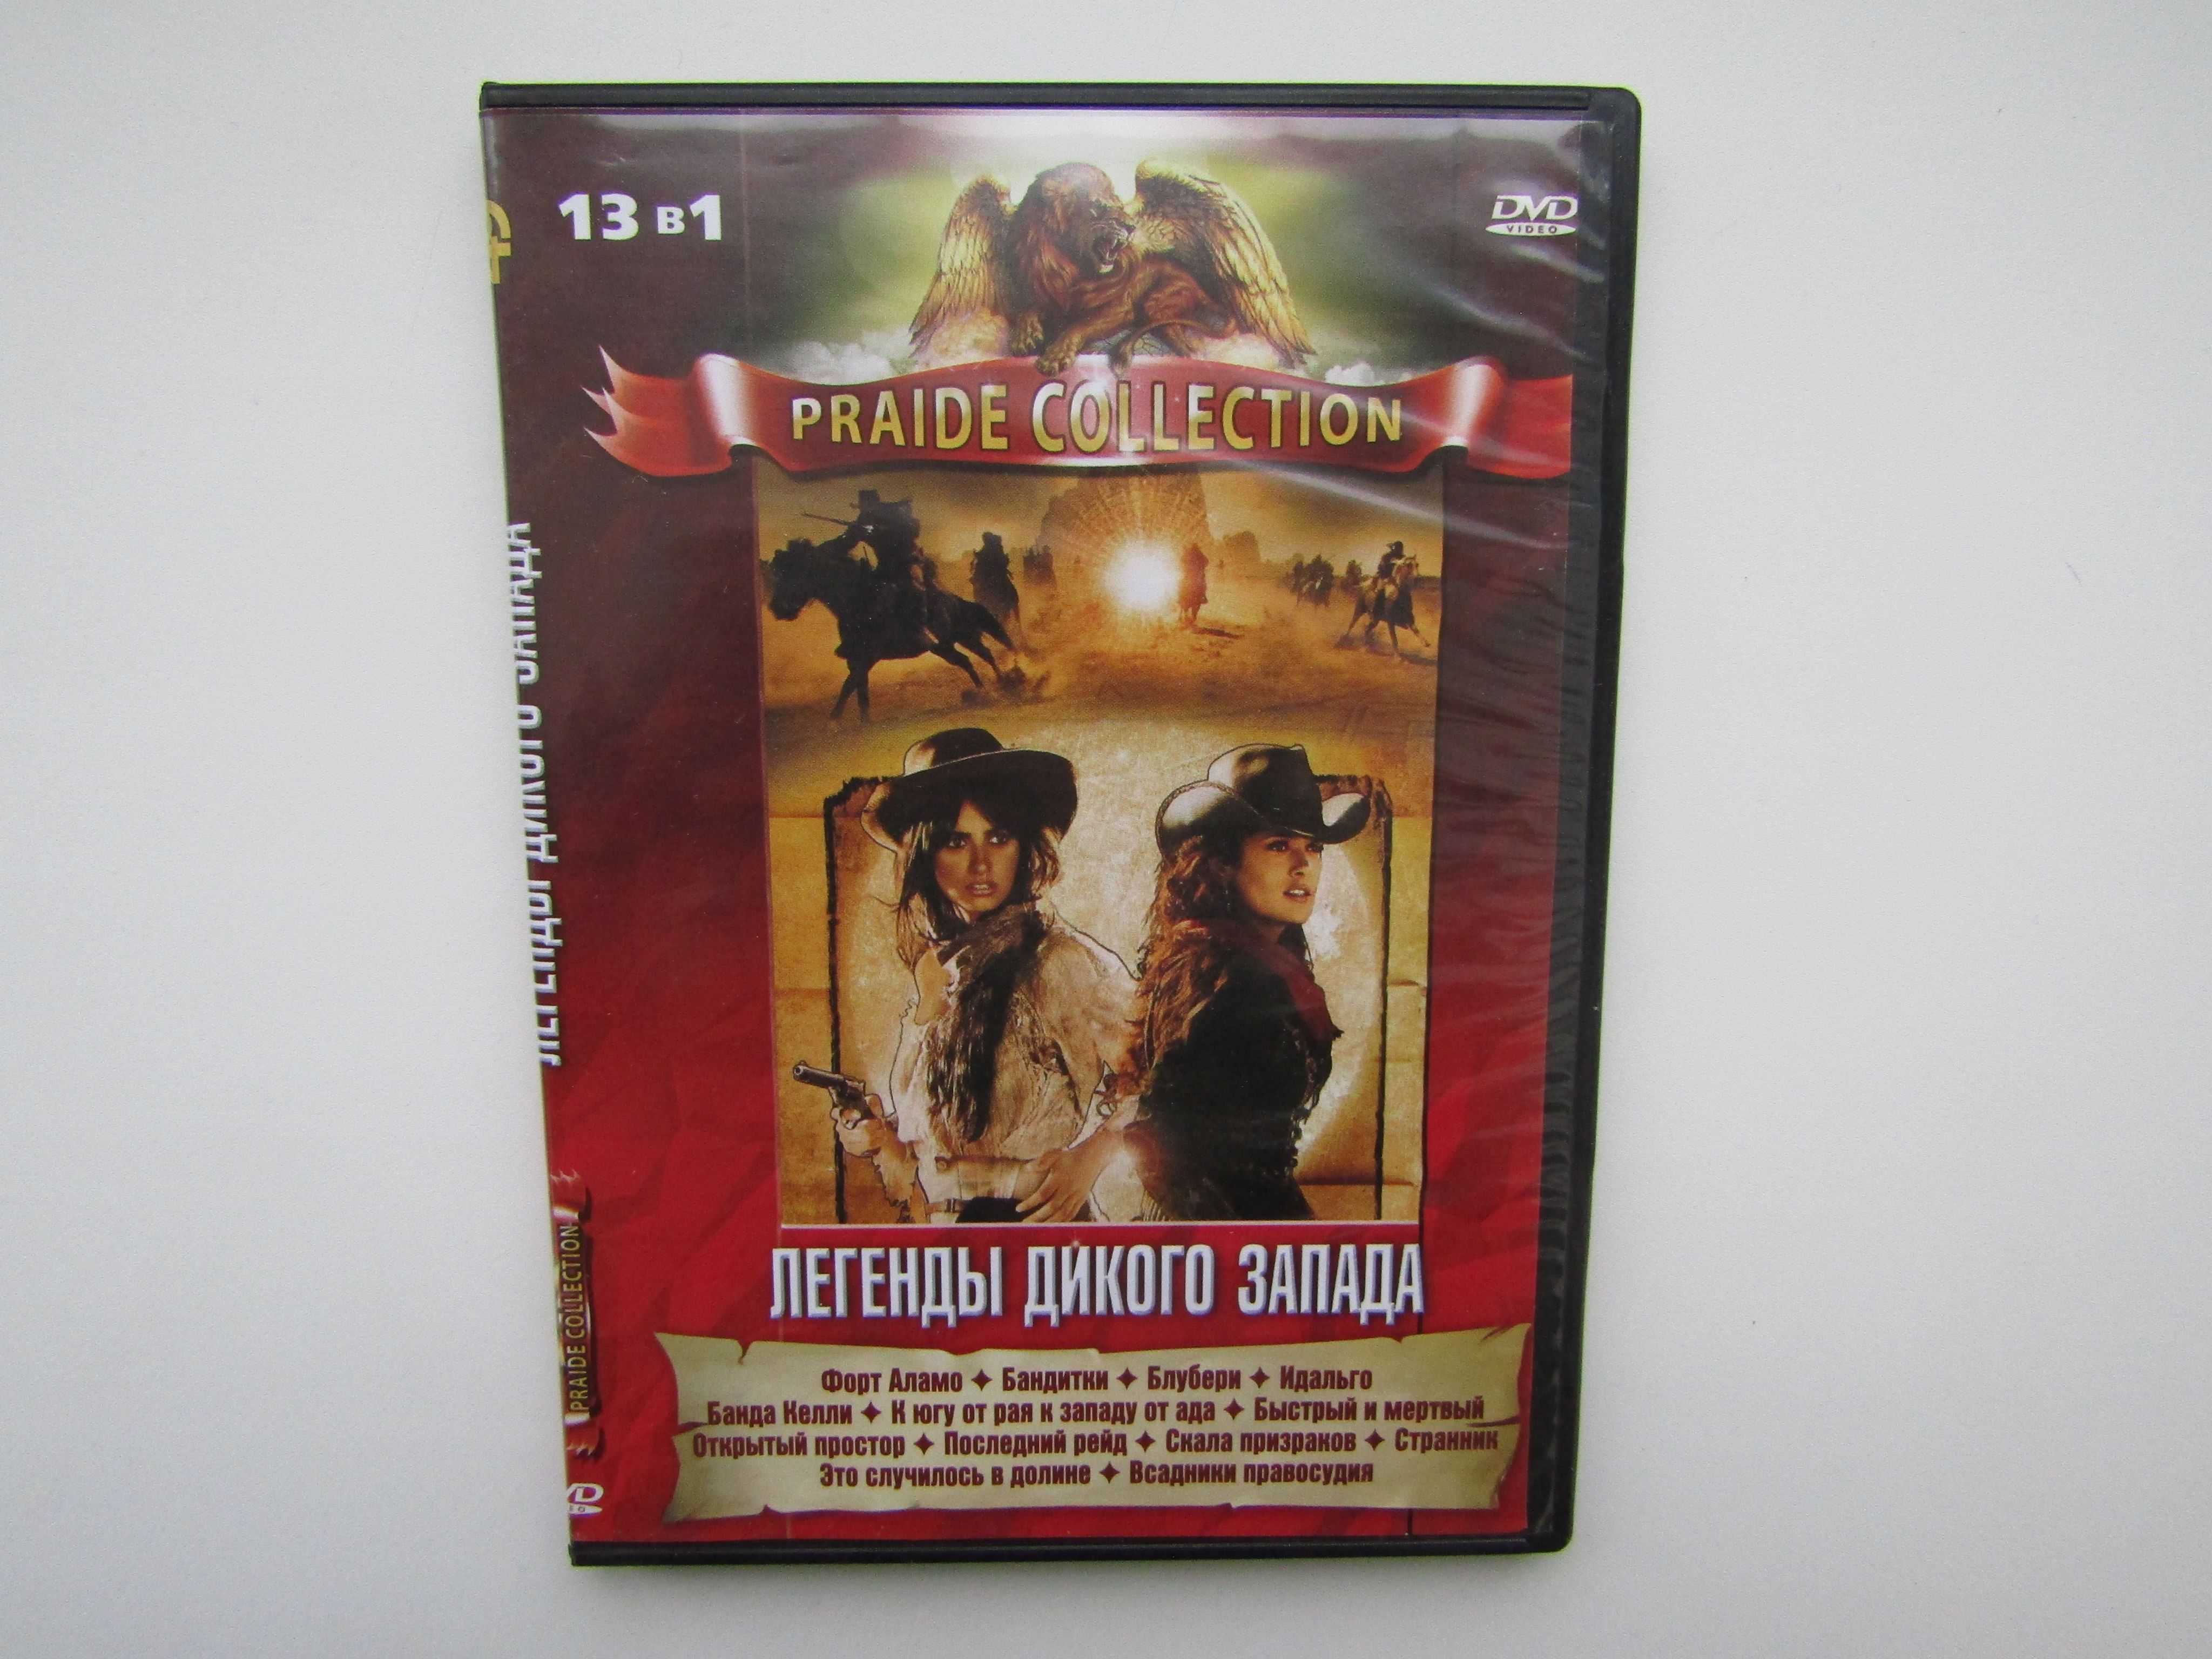 13 в 1
DVD
VIDEO
PRAIDE COLLECTION
ЛЕГЕНДЫ ДИКОГО ЗАПАДА
Форт Аламо ✦ Бандитки ✦ Блубери ✦ Идальго
Банда Келли ✦ К югу от рая к западу от ада ✦ Быстрый и мертвый
Открытый простор ✦ Последний рейд ✦ Скала призраков ✦ Странник
Это случилось в долине ✦ Всадники правосудия
ЛЕГЕНДЫ ДИКОГО ЗАПАДА
PRAIDE COLLECTION